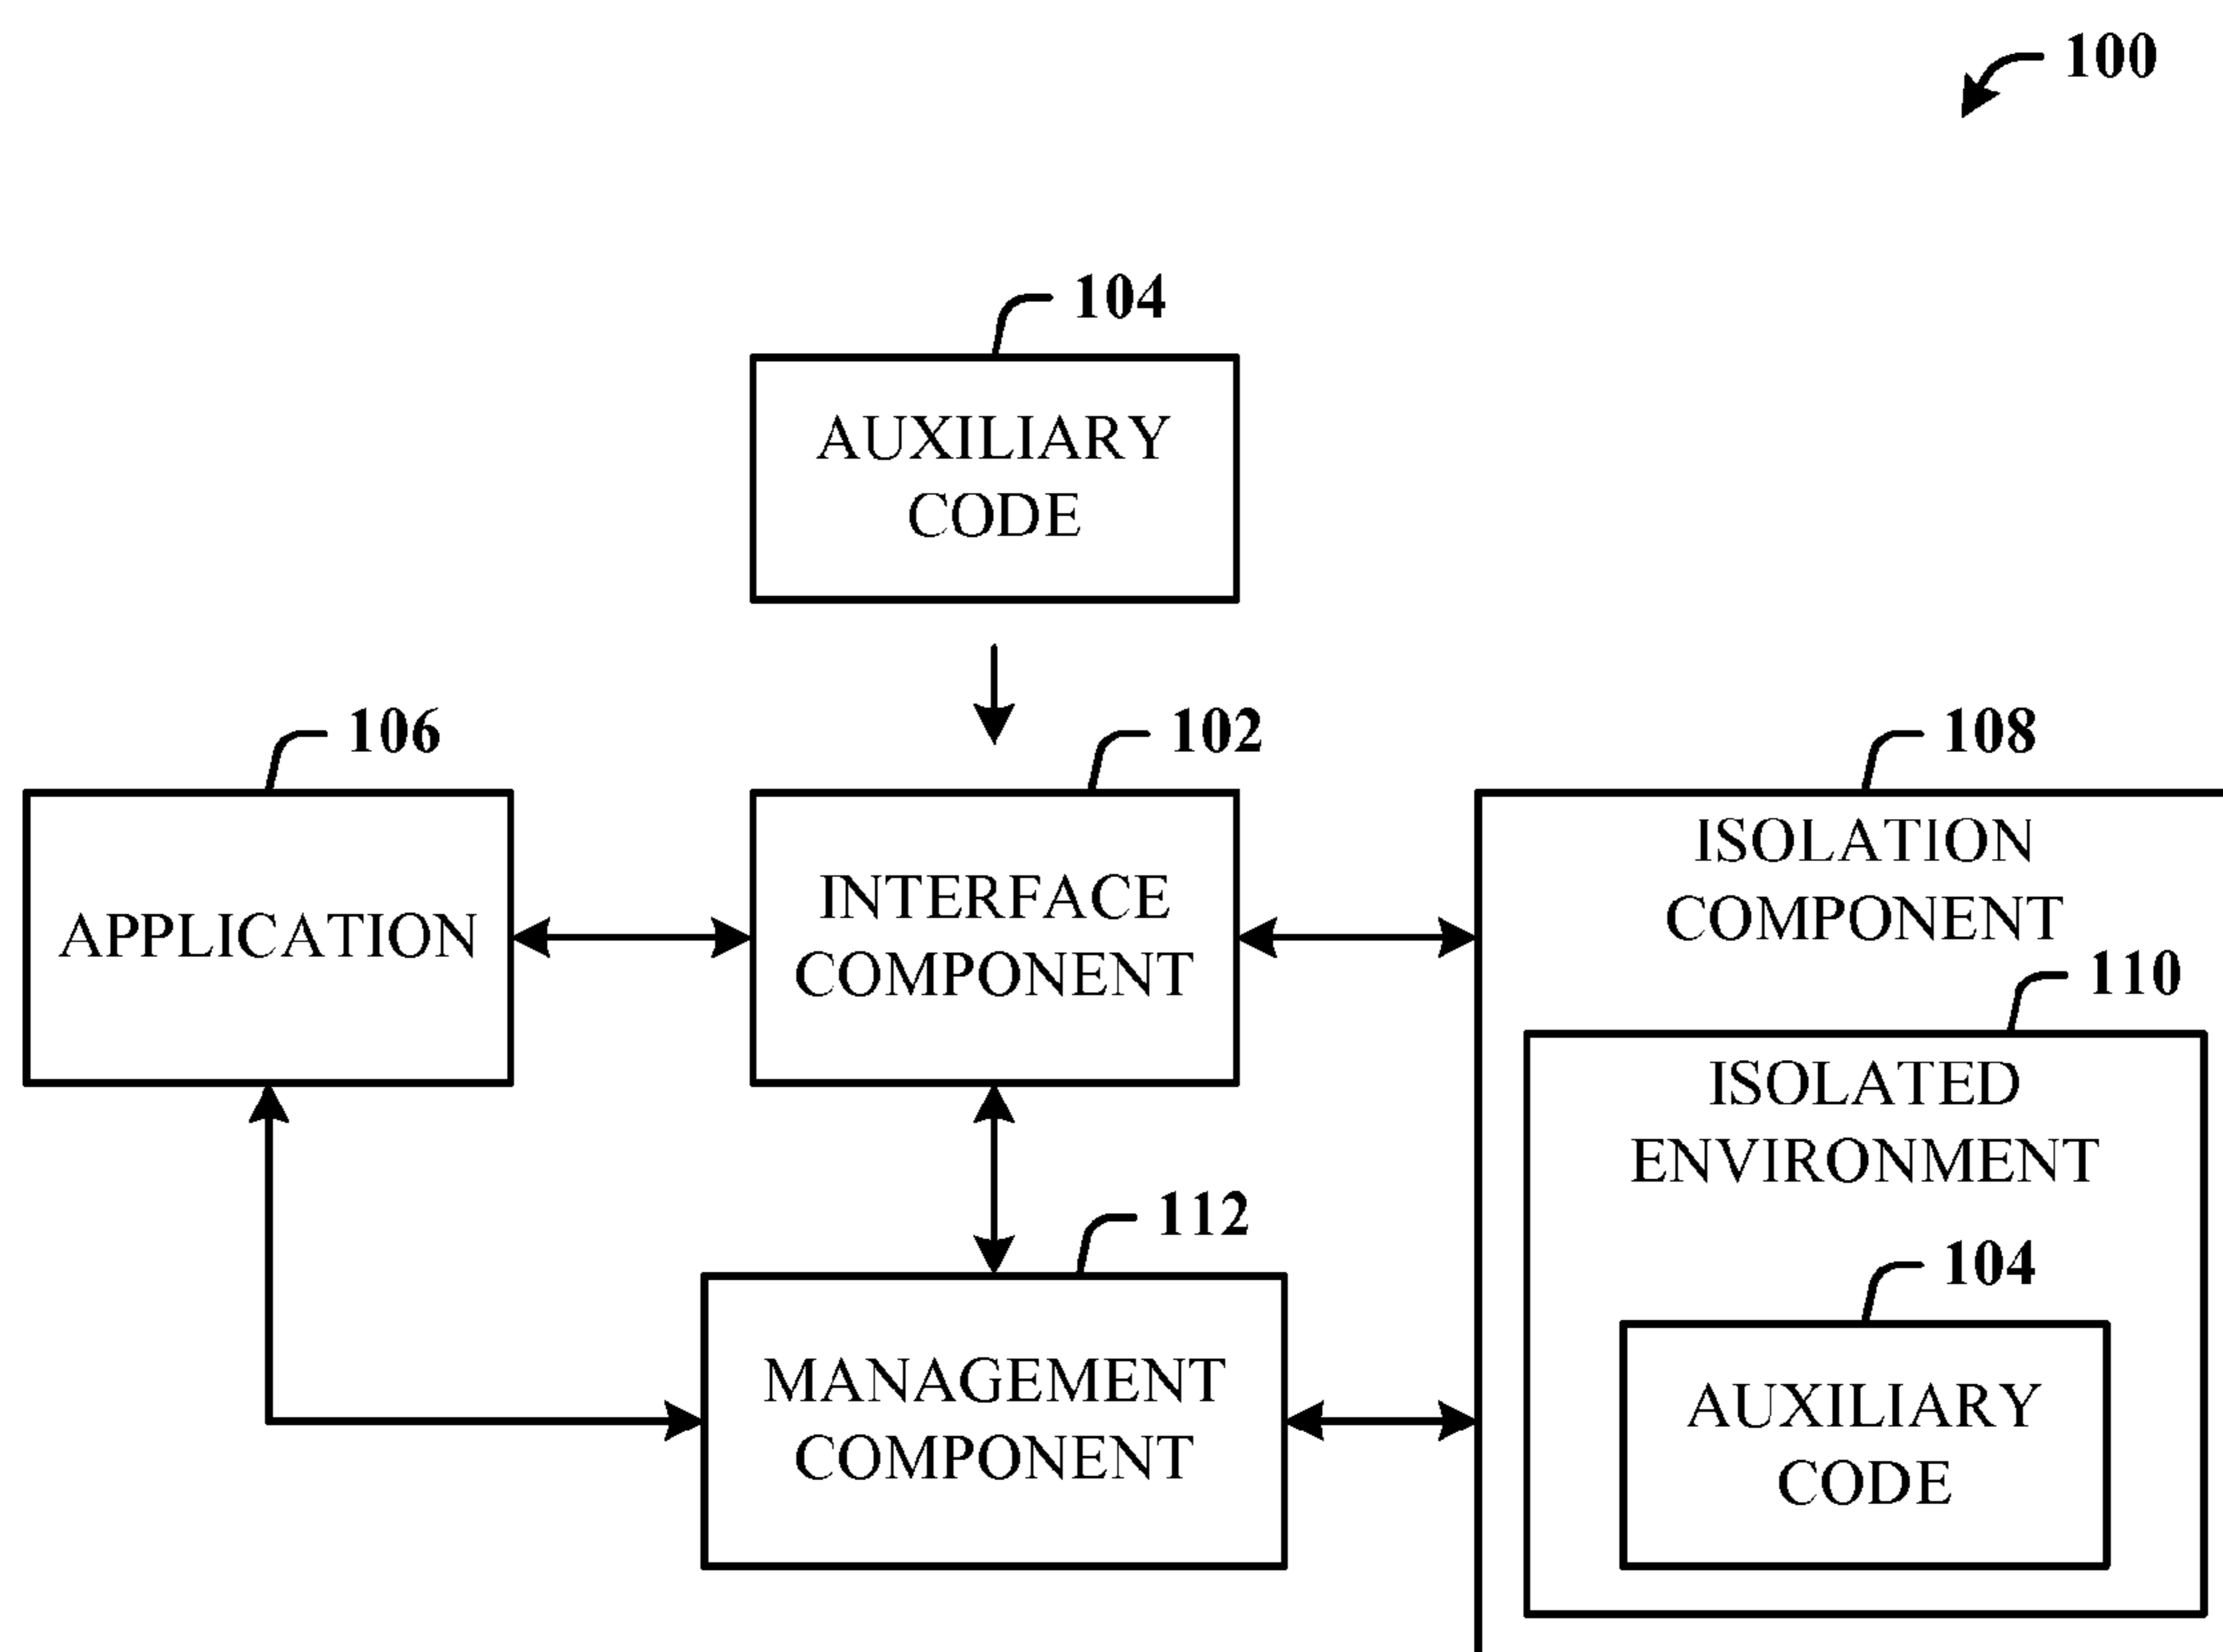 100
104
AUXILIARY
CODE
106
102
108
APPLICATION
INTERFACE
COMPONENT
ISOLATION
COMPONENT
110
ISOLATED
ENVIRONMENT
112
MANAGEMENT
COMPONENT
104
AUXILIARY
CODE